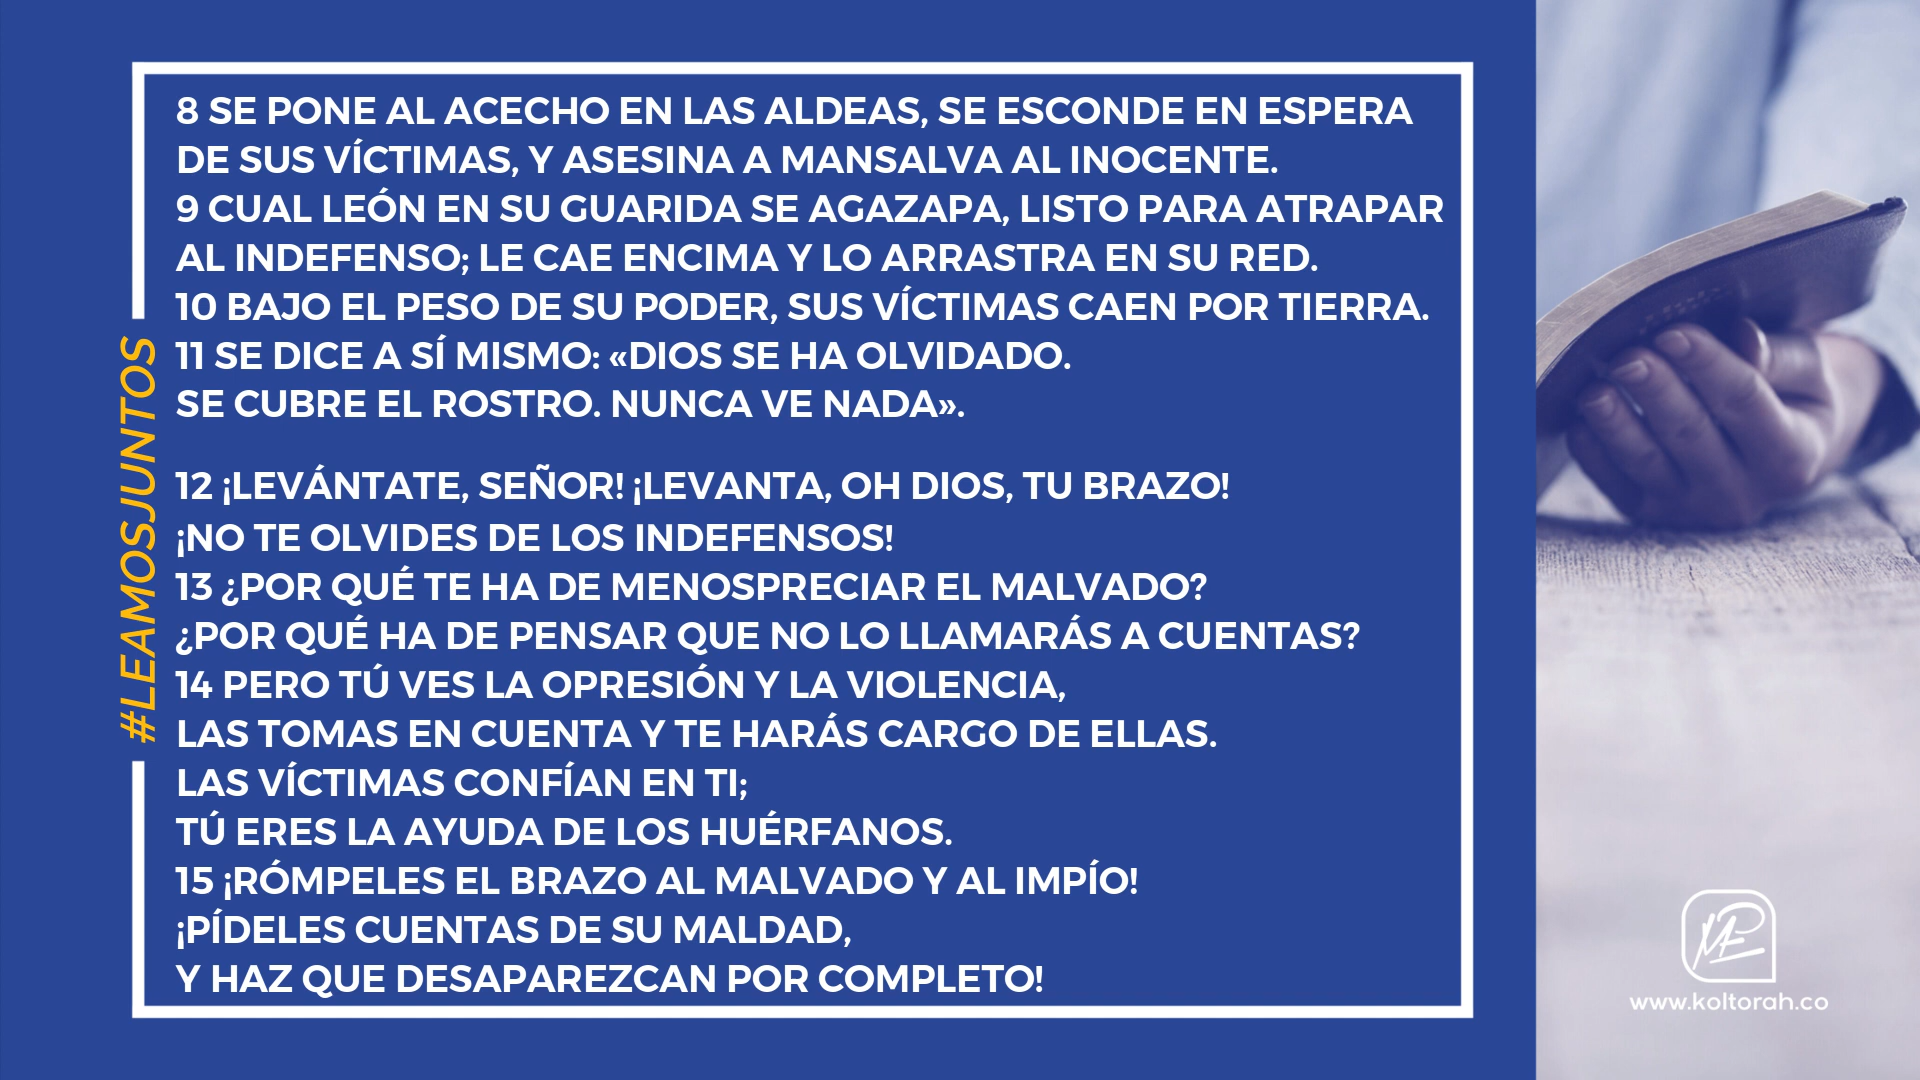 8 SE PONE AL ACECHO EN LAS ALDEAS, SE ESCONDE EN ESPERA
DE SUS VÍCTIMAS, Y ASESINA A MANSALVA AL INOCENTE.
9 CUAL LEÓN EN SU GUARIDA SE AGAZAPA, LISTO PARA ATRAPAR
AL INDEFENSO; LE CAE ENCIMA Y LO ARRASTRA EN SU RED.
10 BAJO EL PESO DE SU PODER, SUS VÍCTIMAS CAEN POR TIERRA.
11 SE DICE A SÍ MISMO: «DIOS SE HA OLVIDADO.
SE CUBRE EL ROSTRO. NUNCA VE NADA».
12 ¡LEVÁNTATE, SEÑOR! ¡LEVANTA, OH DIOS, TU BRAZO!
¡NO TE OLVIDES DE LOS INDEFENSOS!
13 ¿POR QUÉ TE HA DE MENOSPRECIAR EL MALVADO?
¿POR QUÉ HA DE PENSAR QUE NO LO LLAMARÁS A CUENTAS?
14 PERO TÚ VES LA OPRESIÓN Y LA VIOLENCIA,
LAS TOMAS EN CUENTA Y TE HARÁS CARGO DE ELLAS.
LAS VÍCTIMAS CONFÍAN EN TI;
TÚ ERES LA AYUDA DE LOS HUÉRFANOS.
15 ¡RÓMPELES EL BRAZO AL MALVADO Y AL IMPÍO!
¡PÍDELES CUENTAS DE SU MALDAD,
Y HAZ QUE DESAPAREZCAN POR COMPLETO!
#LEAMOSJUNTOS
www.koltorah.co